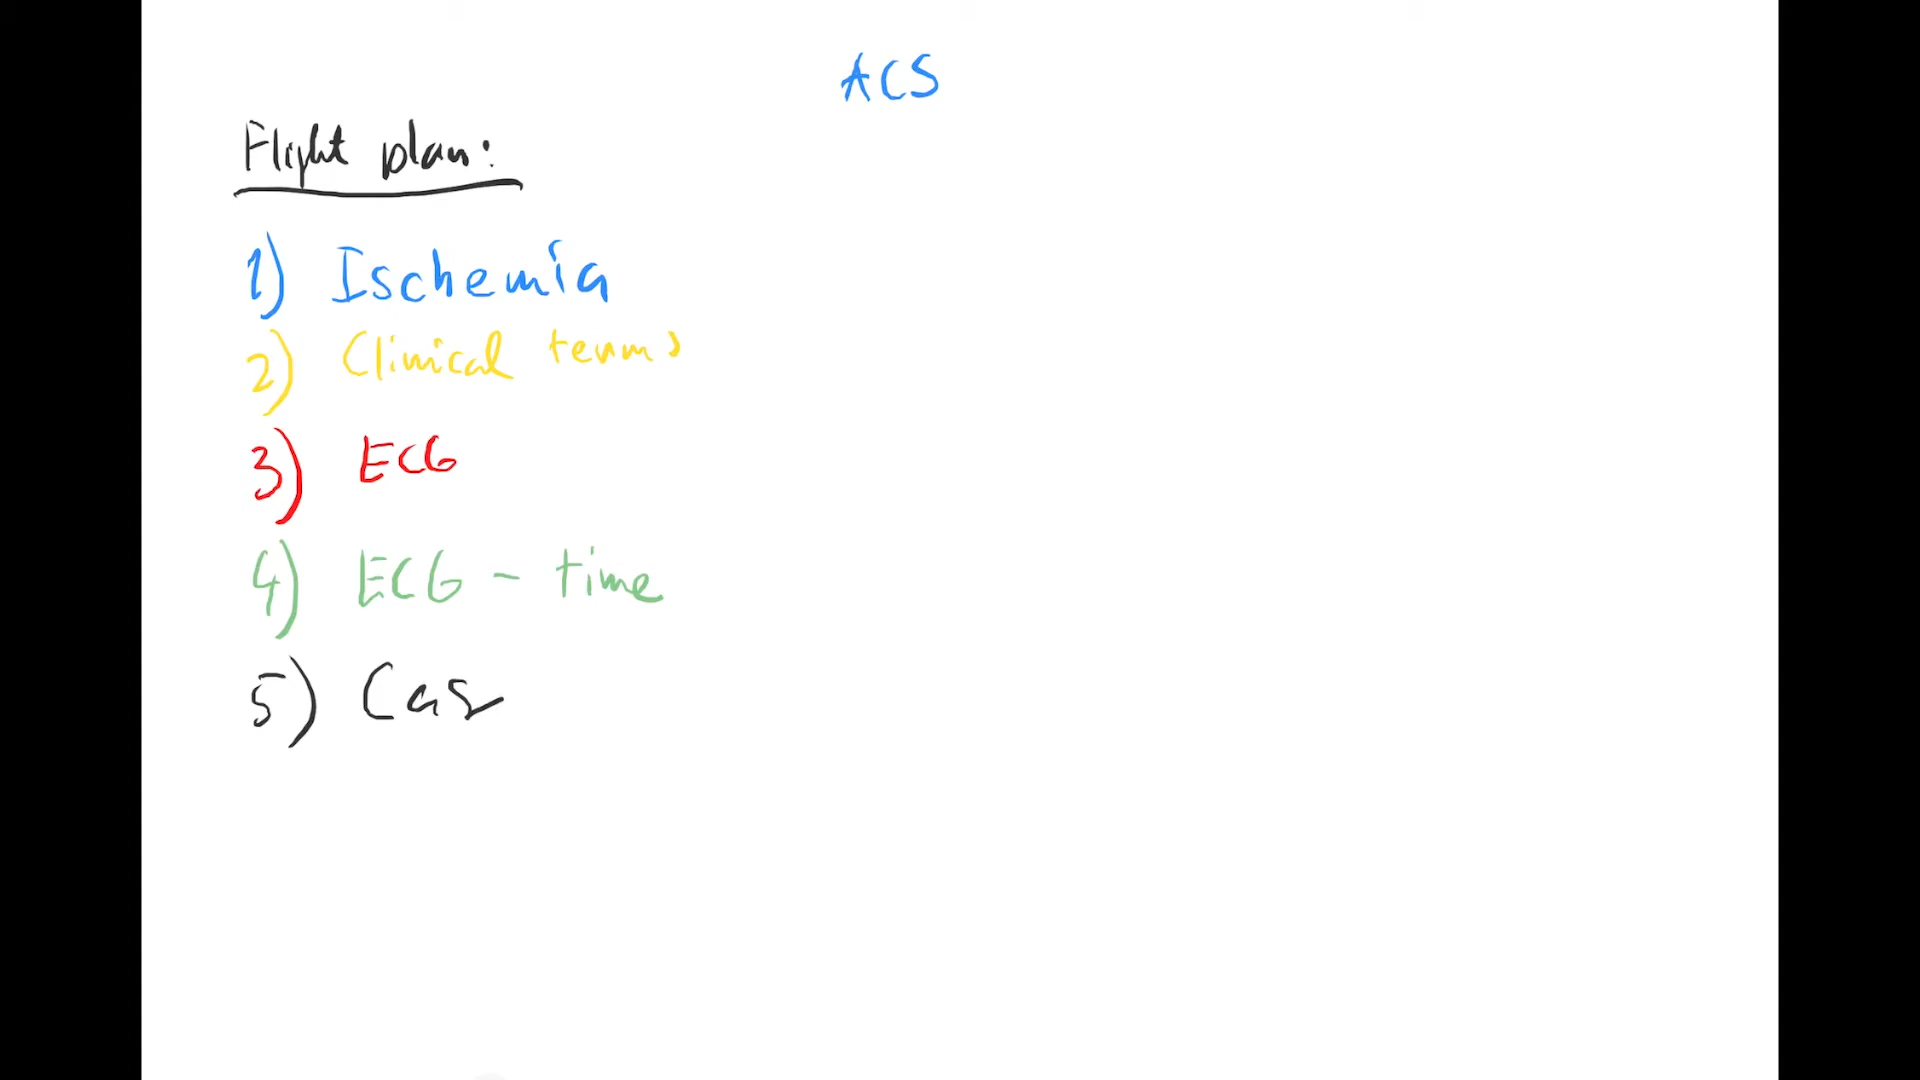 ACS
Flight plan:
1) Ischemia
2) Clinical terms
3) ECG
4) ECG - time
5) Cas